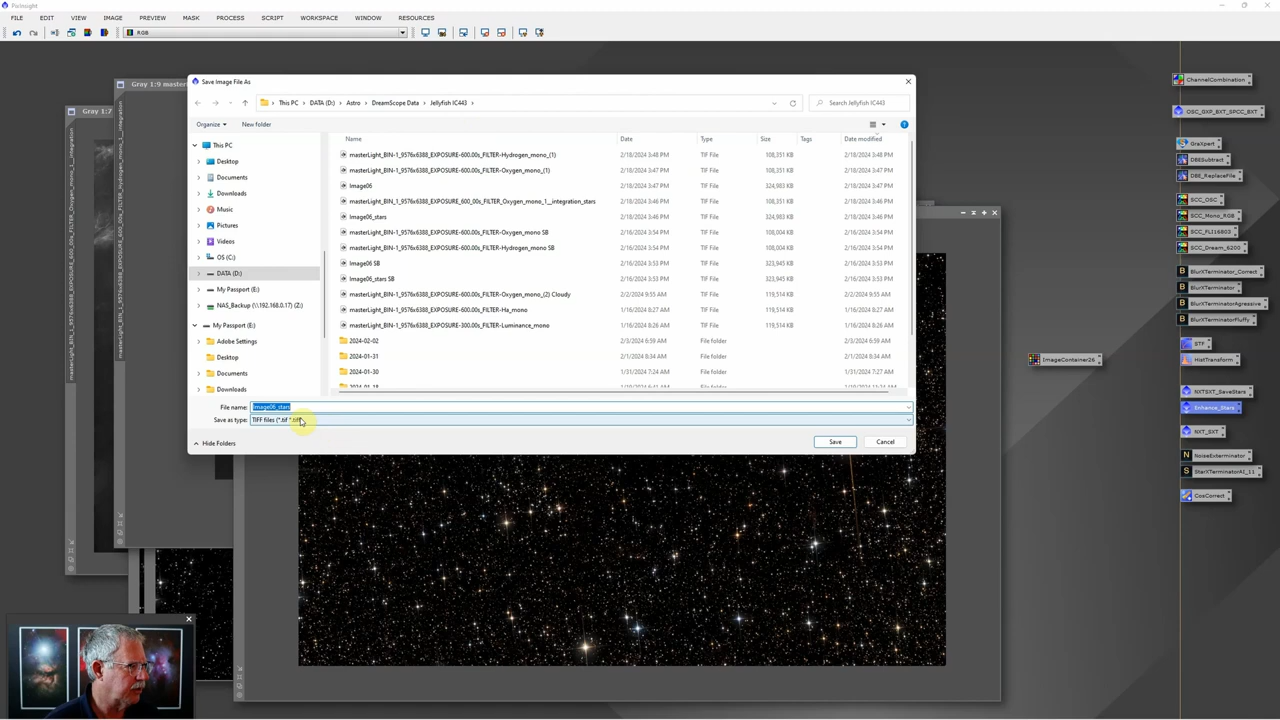 PixInsight
FILE EDIT VIEW IMAGE PREVIEW MASK PROCESS SCRIPT WORKSPACE WINDOW RESOURCES
RGB
Gray 1:7
Gray 1:9 master
Save Image File As
This PC > DATA (D:) > Astro > DreamScope Data > Jellyfish IC443 >
Search Jellyfish IC443
Organize New folder
This PC
Desktop
Documents
Downloads
Music
Pictures
Videos
OS (C:)
DATA (D:)
My Passport (E:)
NAS_Backup (\\192.168.0.17) (Z:)
My Passport (E:)
Adobe Settings
Desktop
Documents
Downloads
Name Date Type Size Tags Date modified
masterLight_BIN-1_9576x6388_EXPOSURE-600.00s_FILTER-Hydrogen_mono_(1) 2/18/2024 3:48 PM TIF File 108,351 KB 2/18/2024 3:48 PM
masterLight_BIN-1_9576x6388_EXPOSURE-600.00s_FILTER-Oxygen_mono_(1) 2/18/2024 3:47 PM TIF File 108,351 KB 2/18/2024 3:47 PM
Image06 2/18/2024 3:47 PM TIF File 324,983 KB 2/18/2024 3:47 PM
masterLight_BIN-1_9576x6388_EXPOSURE-600.00s_FILTER-Oxygen_mono_1__integration_stars 2/18/2024 3:46 PM TIF File 108,351 KB 2/18/2024 3:46 PM
Image06_stars 2/18/2024 3:46 PM TIF File 324,983 KB 2/18/2024 3:46 PM
masterLight_BIN-1_9576x6388_EXPOSURE-600.00s_FILTER-Oxygen_mono SB 2/16/2024 3:54 PM TIF File 108,004 KB 2/16/2024 3:54 PM
masterLight_BIN-1_9576x6388_EXPOSURE-600.00s_FILTER-Hydrogen_mono SB 2/16/2024 3:54 PM TIF File 108,004 KB 2/16/2024 3:54 PM
Image06 SB 2/16/2024 3:53 PM TIF File 323,945 KB 2/16/2024 3:53 PM
Image06_stars SB 2/16/2024 3:53 PM TIF File 323,945 KB 2/16/2024 3:53 PM
masterLight_BIN-1_9576x6388_EXPOSURE-600.00s_FILTER-Oxygen_mono_(2) Cloudy 2/2/2024 9:55 AM TIF File 119,514 KB 2/2/2024 9:55 AM
masterLight_BIN-1_9576x6388_EXPOSURE-600.00s_FILTER-Ha_mono 1/16/2024 8:27 AM TIF File 119,514 KB 1/16/2024 8:27 AM
masterLight_BIN-1_9576x6388_EXPOSURE-300.00s_FILTER-Luminance_mono 1/16/2024 8:26 AM TIF File 119,514 KB 1/16/2024 8:26 AM
2024-02-02 2/3/2024 6:59 AM File folder 2/3/2024 6:59 AM
2024-01-31 2/1/2024 8:34 AM File folder 2/1/2024 8:34 AM
2024-01-30 1/31/2024 7:27 AM File folder 1/31/2024 7:27 AM
2024-01-18 File folder
File name: Image06_stars
Save as type: TIFF files (*.tif *.tiff)
Hide Folders
Save Cancel
ChannelCombination
OSC_GXP_BXT_SPCC_BXT
GraXpert
DBESubtract
DBE_ReplaceFile
SCC_OSC
SCC_Mono_RGB
SCC_FLI16803
SCC_Dream_6200
BlurXTerminator_Correct
BlurXTerminator
BlurXTerminatorAgressive
BlurXTerminatorFluffy
STF
HistTransform
ImageContainer26
NXTSXT_SaveStars
Enhance_Stars
NXT_SXT
NoiseExterminator
StarXTerminatorAI_11
CosCorrect